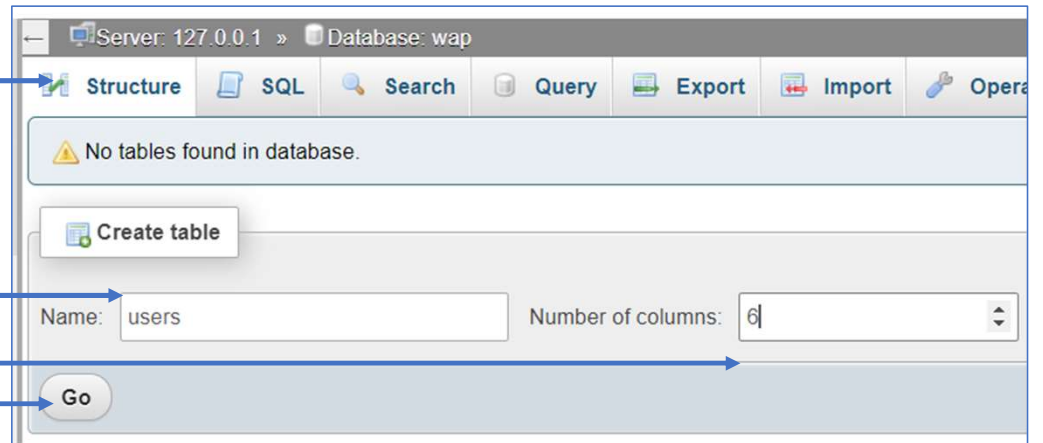 ← Server: 127.0.0.1 » Database: wap
Structure SQL Search Query Export Import Opera
No tables found in database.
Create table
Name: users Number of columns: 6
Go